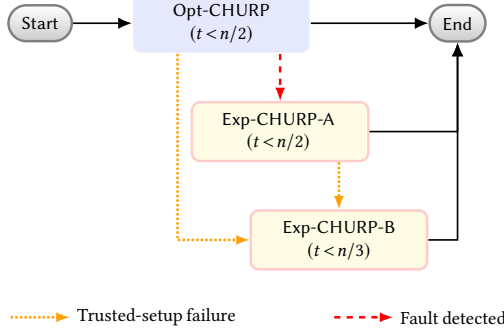 Start
Opt-CHURP
(t < n/2)
End
Exp-CHURP-A
(t < n/2)
Exp-CHURP-B
(t < n/3)
Trusted-setup failure
Fault detected